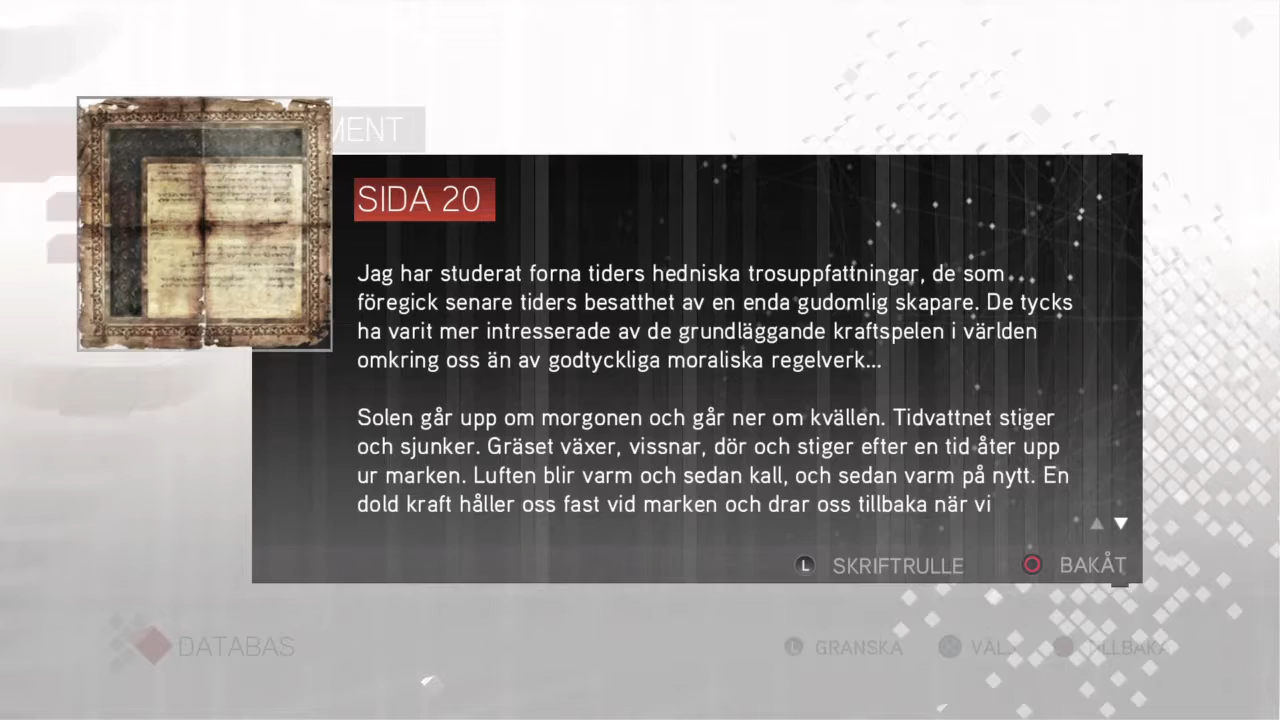 MENT
SIDA 20
Jag har studerat forna tiders hedniska trosuppfattningar, de som
föregick senare tiders besatthet av en enda gudomlig skapare. De tycks
ha varit mer intresserade av de grundläggande kraftspelen i världen
omkring oss än av godtyckliga moraliska regelverk...
Solen går upp om morgonen och går ner om kvällen. Tidvattnet stiger
och sjunker. Gräset växer, vissnar, dör och stiger efter en tid åter upp
ur marken. Luften blir varm och sedan kall, och sedan varm på nytt. En
dold kraft håller oss fast vid marken och drar oss tillbaka när vi
L SKRIFTRULLE BAKÅT
DATABAS L GRANSKA